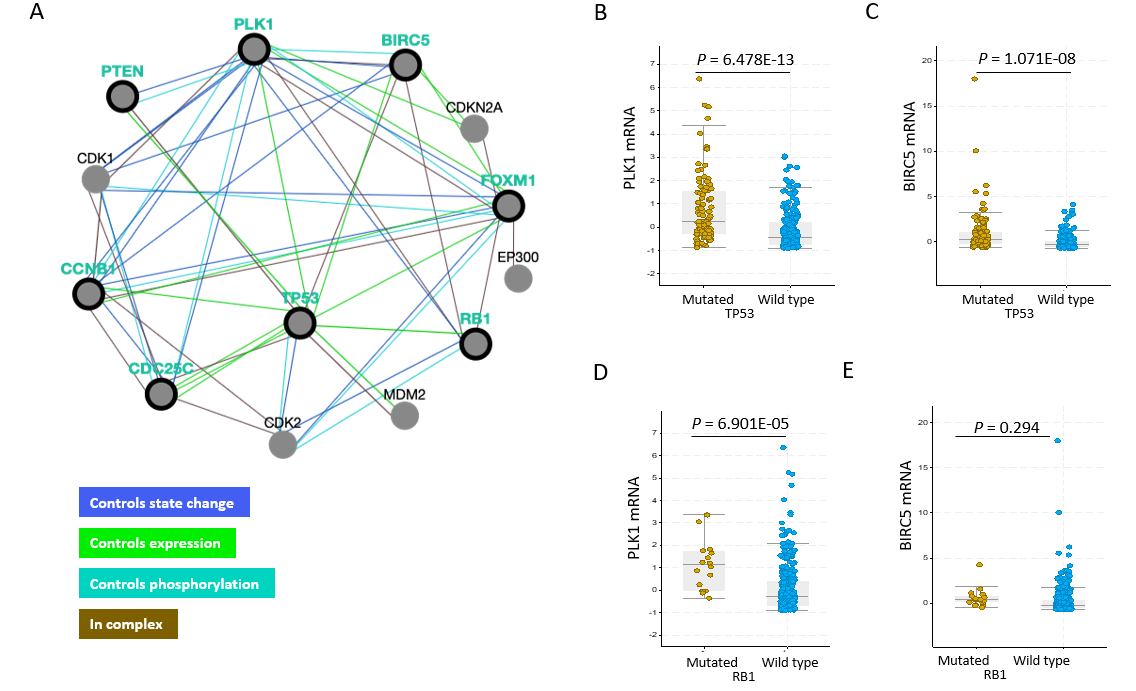 A
PLK1
BIRC5
PTEN
CDKN2A
CDK1
FOXM1
EP300
CCNB1
TP53
RB1
CDC25C
MDM2
CDK2
Controls state change
Controls expression
Controls phosphorylation
In complex
B
P = 6.478E-13
PLK1 mRNA
7
6
5
4
3
2
1
0
-1
-2
Mutated
Wild type
TP53
C
P = 1.071E-08
BIRC5 mRNA
20
15
10
5
0
Mutated
Wild type
TP53
D
P = 6.901E-05
PLK1 mRNA
7
6
5
4
3
2
1
0
-1
-2
Mutated
Wild type
RB1
E
P = 0.294
BIRC5 mRNA
20
15
10
5
0
Mutated
Wild type
RB1